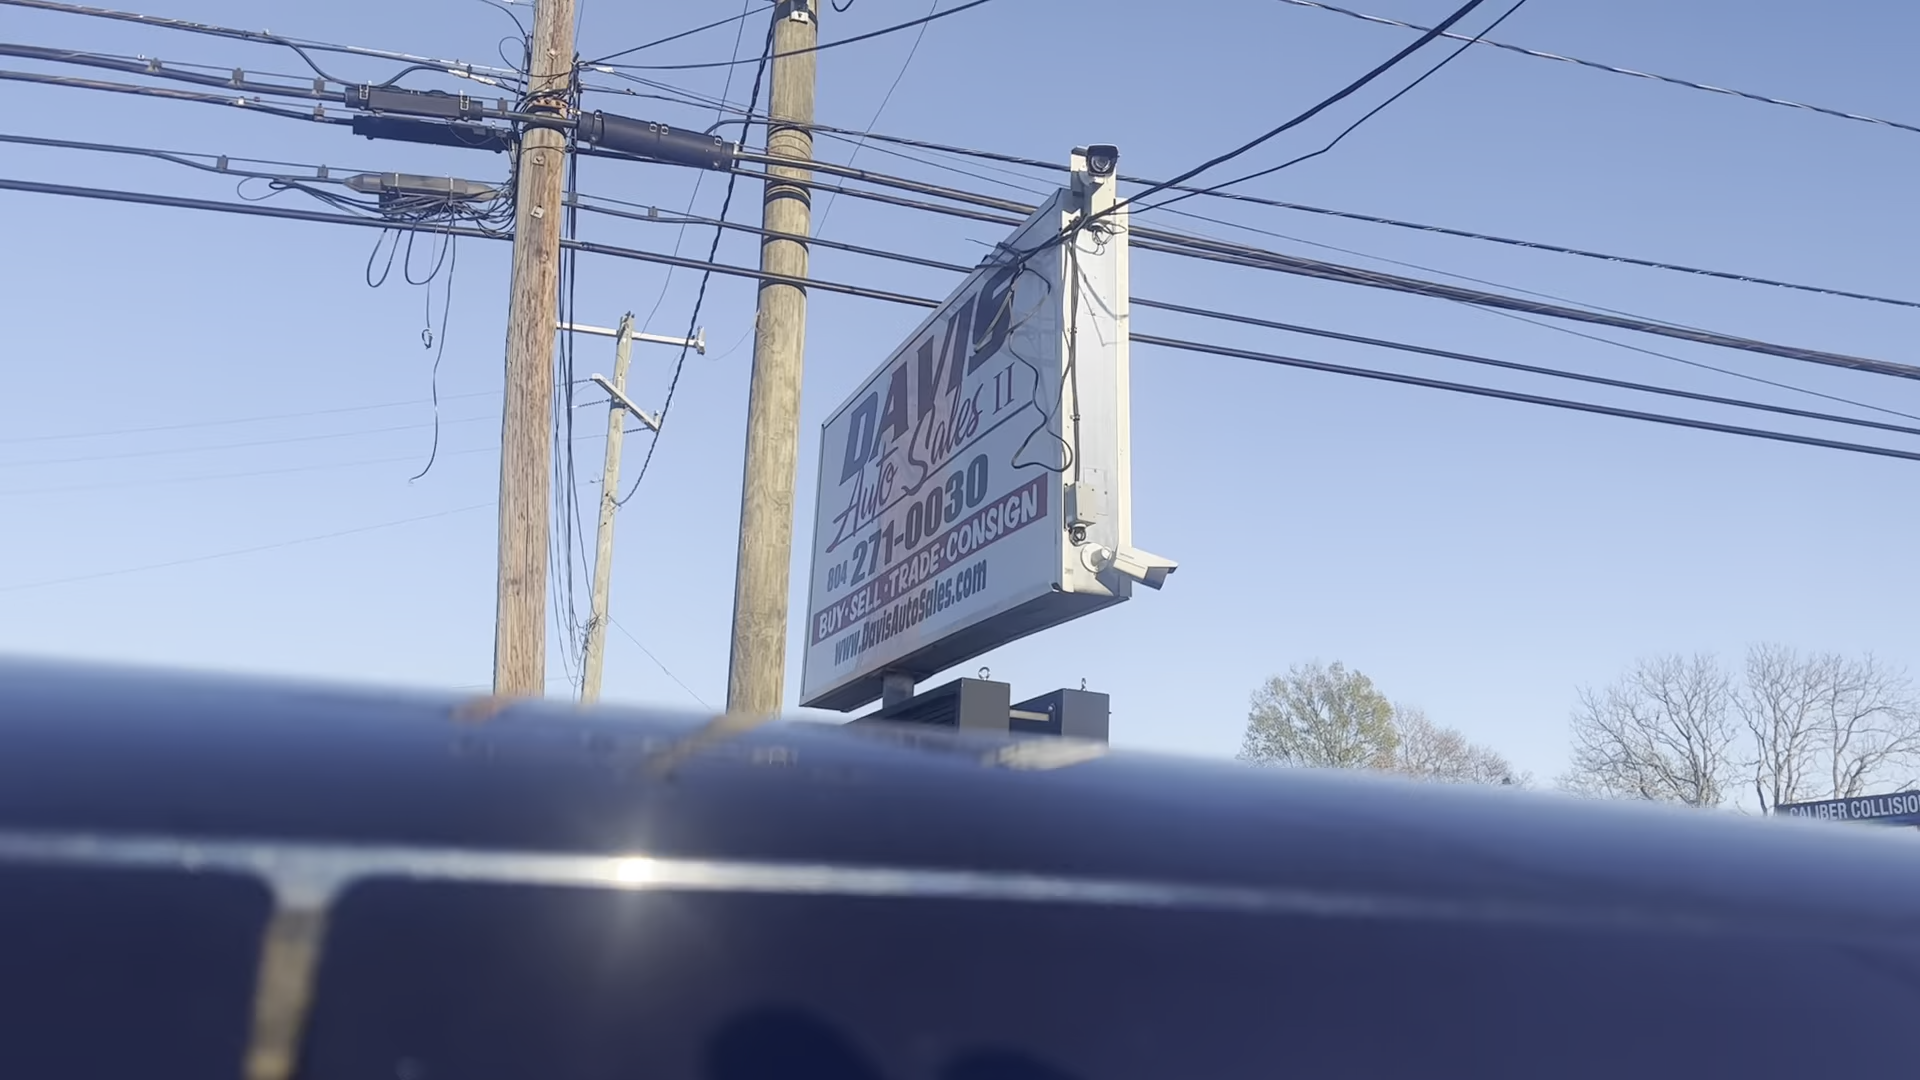 DAVIS
Auto Sales II
804 271-0030
BUY·SELL·TRADE·CONSIGN
www.DavisAutoSales.com
CALIBER COLLISIO